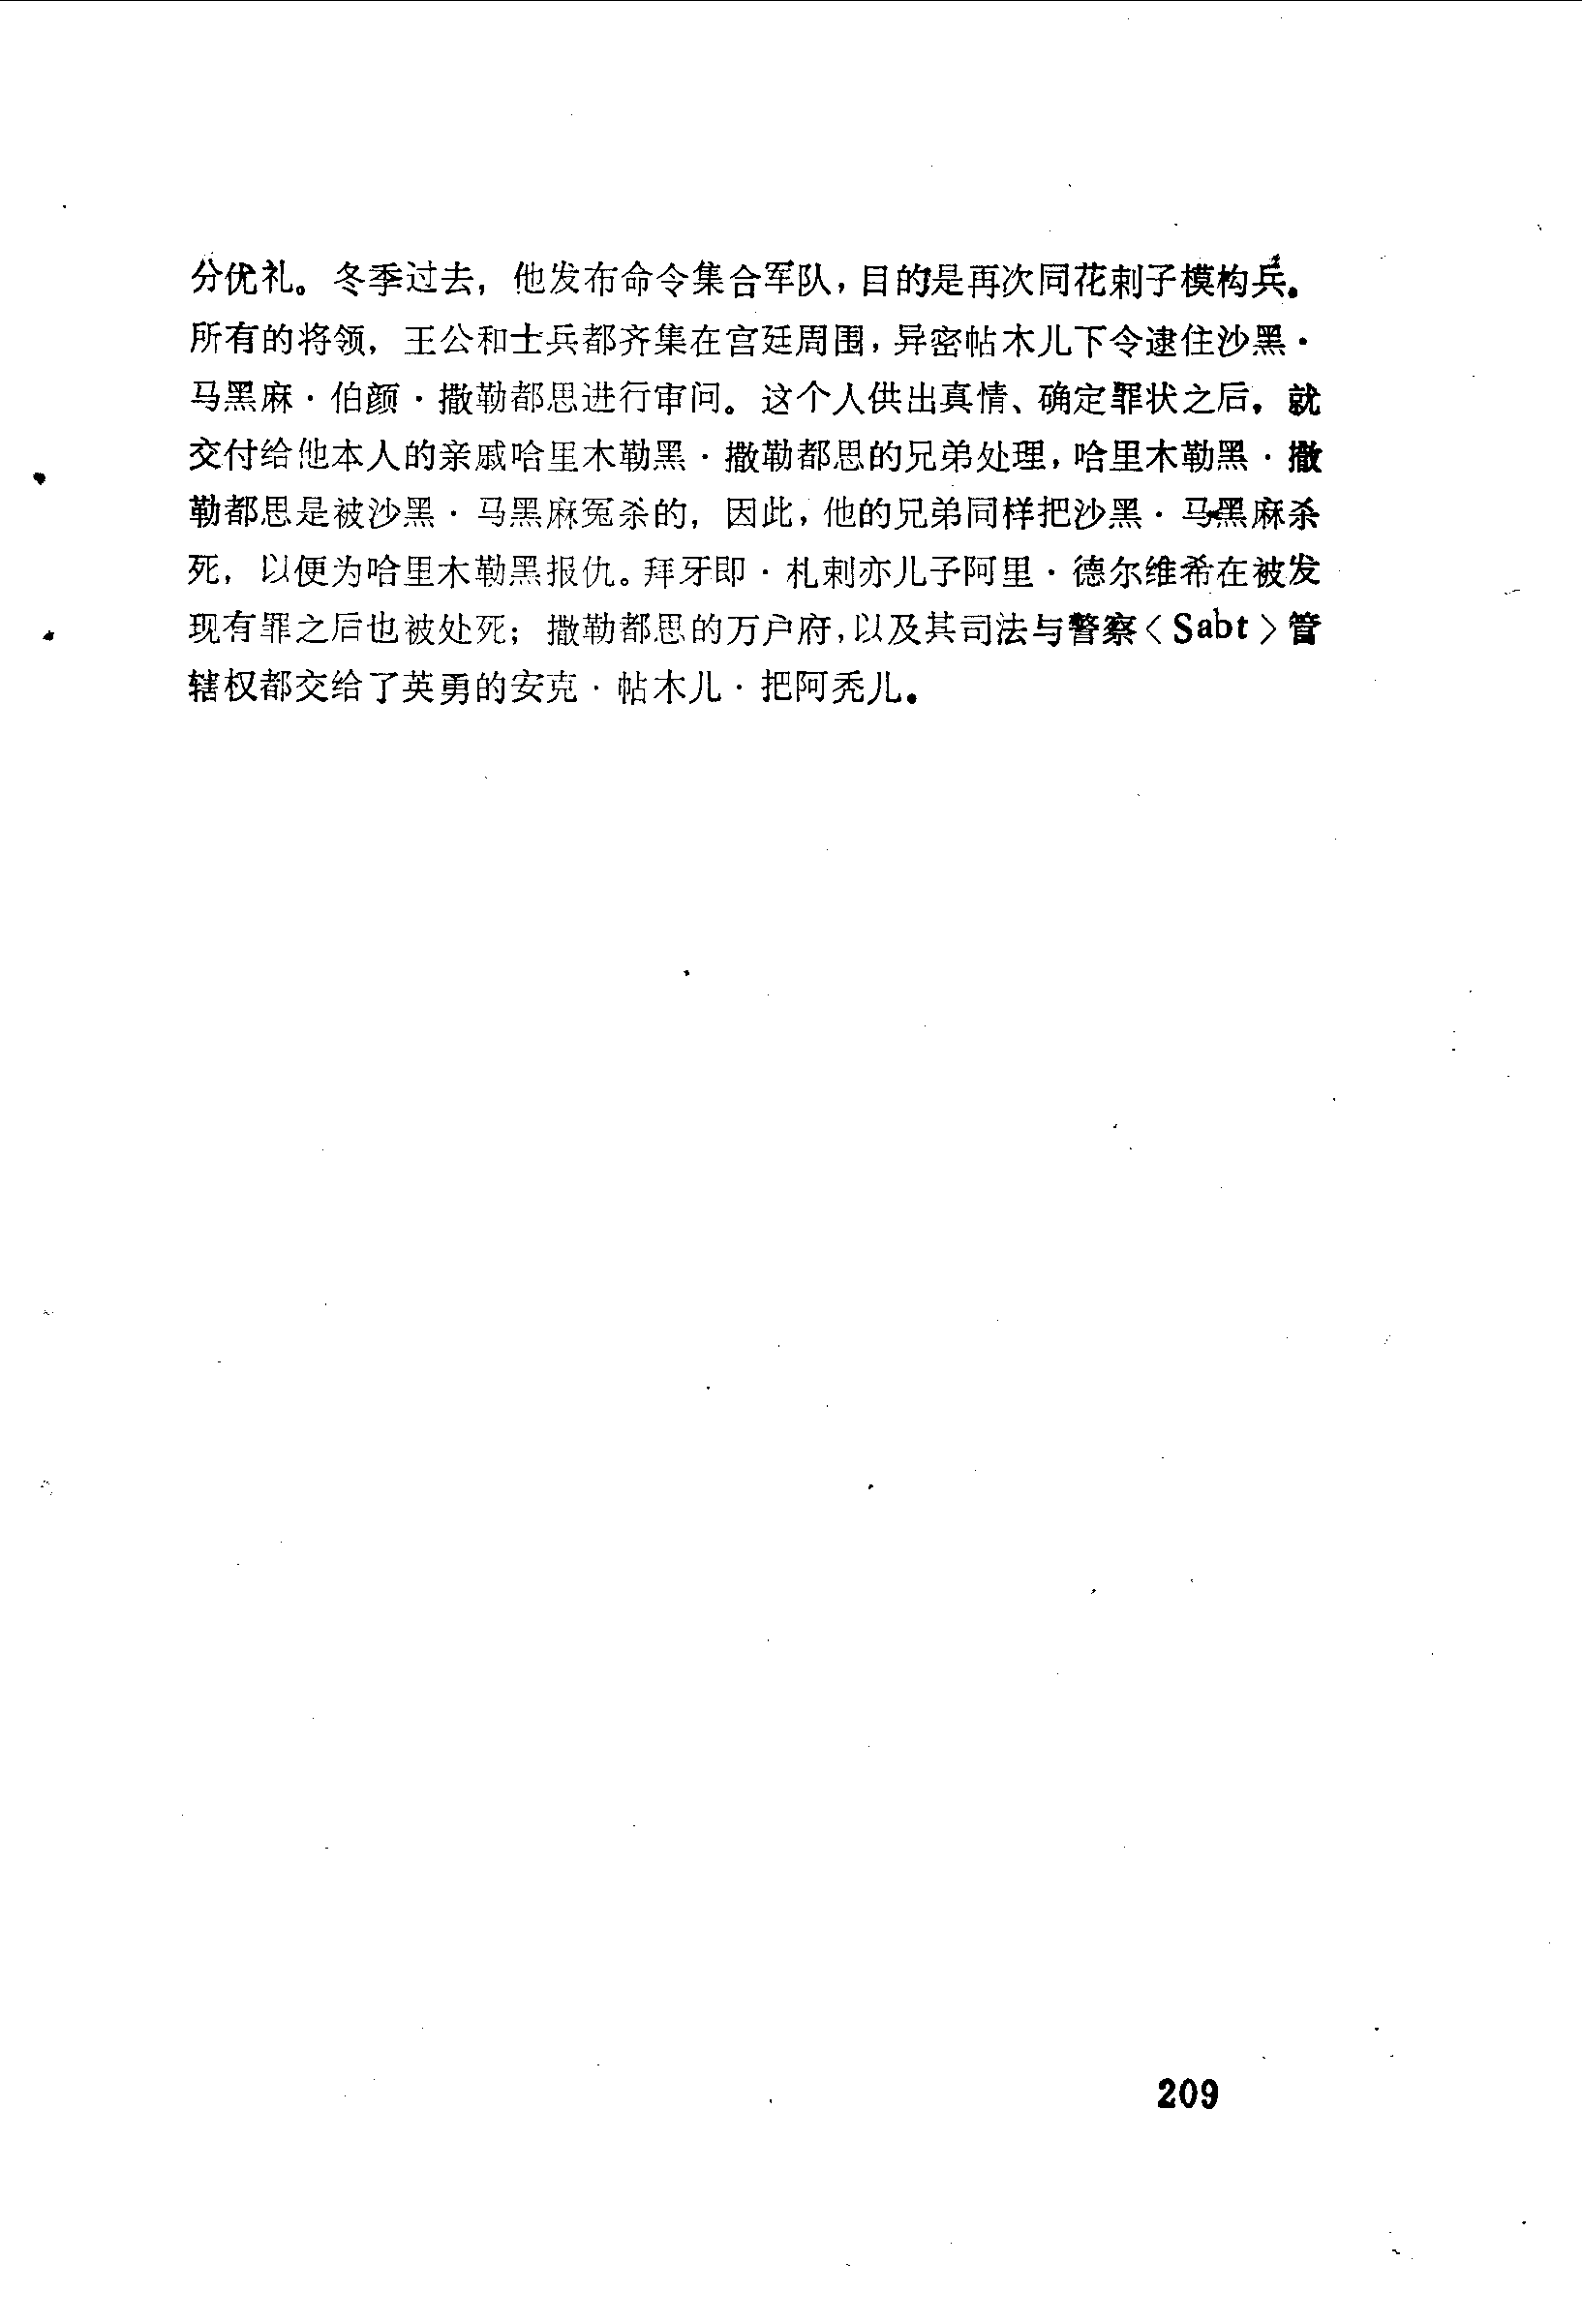 分优礼。冬季过去，他发布命令集合军队，目的是再次同花剌子模构兵。
所有的将领，王公和士兵都齐集在宫廷周围，异密帖木儿下令逮住沙黑·
马黑麻·伯颜·撒勒都思进行审问。这个人供出真情、确定罪状之后，就
交付给他本人的亲戚哈里木勒黑·撒勒都思的兄弟处理，哈里木勒黑·撒
勒都思是被沙黑·马黑麻冤杀的，因此，他的兄弟同样把沙黑·马黑麻杀
死，以便为哈里木勒黑报仇。拜牙即·札剌亦儿子阿里·德尔维希在被发
现有罪之后也被处死；撒勒都思的万户府，以及其司法与警察〈Sabt〉管
辖权都交给了英勇的安克·帖木儿·把阿秃儿。
209